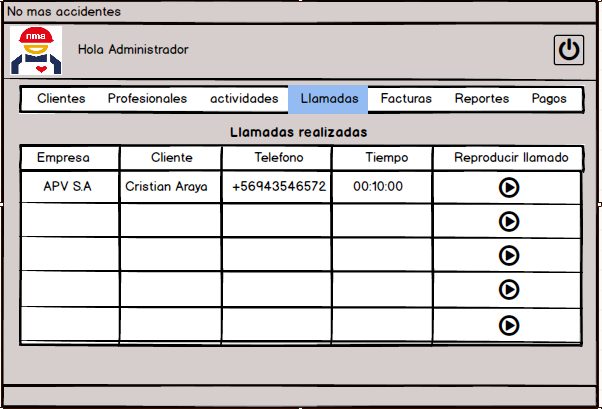 No mas accidentes
nma
Hola Administrador
Clientes Profesionales actividades Llamadas Facturas Reportes Pagos
Llamadas realizadas
Empresa Cliente Telefono Tiempo Reproducir llamado
APV S.A Cristian Araya +56943546572 00:10:00